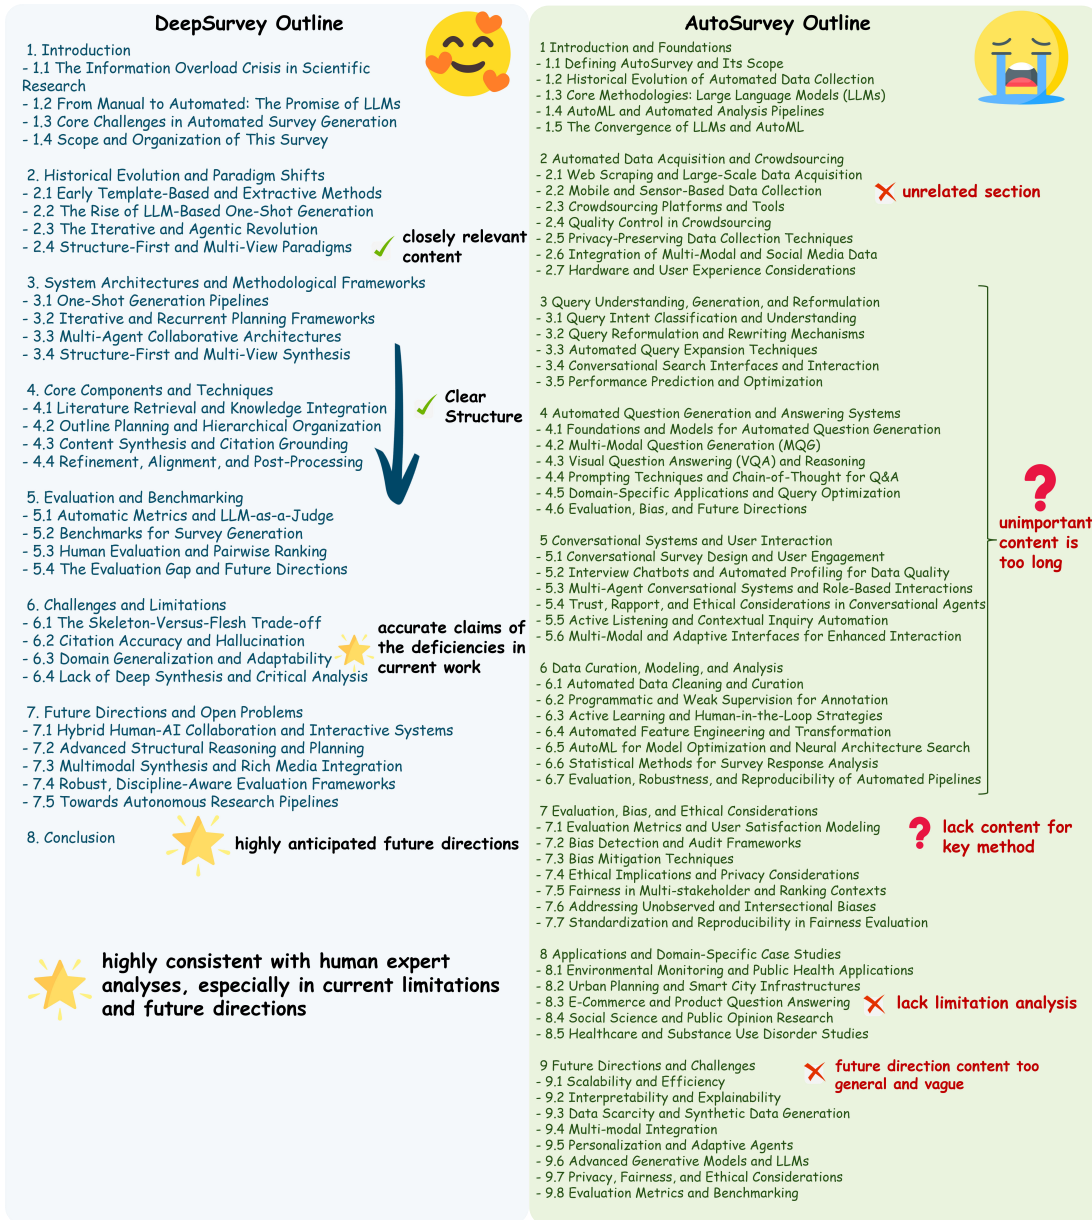 DeepSurvey Outline
1. Introduction
- 1.1 The Information Overload Crisis in Scientific
Research
- 1.2 From Manual to Automated: The Promise of LLMs
- 1.3 Core Challenges in Automated Survey Generation
- 1.4 Scope and Organization of This Survey
2. Historical Evolution and Paradigm Shifts
- 2.1 Early Template-Based and Extractive Methods
- 2.2 The Rise of LLM-Based One-Shot Generation
- 2.3 The Iterative and Agentic Revolution
- 2.4 Structure-First and Multi-View Paradigms
closely relevant
content
3. System Architectures and Methodological Frameworks
- 3.1 One-Shot Generation Pipelines
- 3.2 Iterative and Recurrent Planning Frameworks
- 3.3 Multi-Agent Collaborative Architectures
- 3.4 Structure-First and Multi-View Synthesis
4. Core Components and Techniques
- 4.1 Literature Retrieval and Knowledge Integration
- 4.2 Outline Planning and Hierarchical Organization
- 4.3 Content Synthesis and Citation Grounding
- 4.4 Refinement, Alignment, and Post-Processing
Clear
Structure
5. Evaluation and Benchmarking
- 5.1 Automatic Metrics and LLM-as-a-Judge
- 5.2 Benchmarks for Survey Generation
- 5.3 Human Evaluation and Pairwise Ranking
- 5.4 The Evaluation Gap and Future Directions
6. Challenges and Limitations
- 6.1 The Skeleton-Versus-Flesh Trade-off
- 6.2 Citation Accuracy and Hallucination
- 6.3 Domain Generalization and Adaptability
- 6.4 Lack of Deep Synthesis and Critical Analysis
accurate claims of
the deficiencies in
current work
7. Future Directions and Open Problems
- 7.1 Hybrid Human-AI Collaboration and Interactive Systems
- 7.2 Advanced Structural Reasoning and Planning
- 7.3 Multimodal Synthesis and Rich Media Integration
- 7.4 Robust, Discipline-Aware Evaluation Frameworks
- 7.5 Towards Autonomous Research Pipelines
8. Conclusion
highly anticipated future directions
highly consistent with human expert
analyses, especially in current limitations
and future directions
AutoSurvey Outline
1 Introduction and Foundations
- 1.1 Defining AutoSurvey and Its Scope
- 1.2 Historical Evolution of Automated Data Collection
- 1.3 Core Methodologies: Large Language Models (LLMs)
- 1.4 AutoML and Automated Analysis Pipelines
- 1.5 The Convergence of LLMs and AutoML
2 Automated Data Acquisition and Crowdsourcing
- 2.1 Web Scraping and Large-Scale Data Acquisition
- 2.2 Mobile and Sensor-Based Data Collection
- 2.3 Crowdsourcing Platforms and Tools
- 2.4 Quality Control in Crowdsourcing
- 2.5 Privacy-Preserving Data Collection Techniques
- 2.6 Integration of Multi-Modal and Social Media Data
- 2.7 Hardware and User Experience Considerations
unrelated section
3 Query Understanding, Generation, and Reformulation
- 3.1 Query Intent Classification and Understanding
- 3.2 Query Reformulation and Rewriting Mechanisms
- 3.3 Automated Query Expansion Techniques
- 3.4 Conversational Search Interfaces and Interaction
- 3.5 Performance Prediction and Optimization
4 Automated Question Generation and Answering Systems
- 4.1 Foundations and Models for Automated Question Generation
- 4.2 Multi-Modal Question Generation (MQG)
- 4.3 Visual Question Answering (VQA) and Reasoning
- 4.4 Prompting Techniques and Chain-of-Thought for Q&A
- 4.5 Domain-Specific Applications and Query Optimization
- 4.6 Evaluation, Bias, and Future Directions
5 Conversational Systems and User Interaction
- 5.1 Conversational Survey Design and User Engagement
- 5.2 Interview Chatbots and Automated Profiling for Data Quality
- 5.3 Multi-Agent Conversational Systems and Role-Based Interactions
- 5.4 Trust, Rapport, and Ethical Considerations in Conversational Agents
- 5.5 Active Listening and Contextual Inquiry Automation
- 5.6 Multi-Modal and Adaptive Interfaces for Enhanced Interaction
6 Data Curation, Modeling, and Analysis
- 6.1 Automated Data Cleaning and Curation
- 6.2 Programmatic and Weak Supervision for Annotation
- 6.3 Active Learning and Human-in-the-Loop Strategies
- 6.4 Automated Feature Engineering and Transformation
- 6.5 AutoML for Model Optimization and Neural Architecture Search
- 6.6 Statistical Methods for Survey Response Analysis
- 6.7 Evaluation, Robustness, and Reproducibility of Automated Pipelines
unimportant
content is
too long
7 Evaluation, Bias, and Ethical Considerations
- 7.1 Evaluation Metrics and User Satisfaction Modeling
- 7.2 Bias Detection and Audit Frameworks
- 7.3 Bias Mitigation Techniques
- 7.4 Ethical Implications and Privacy Considerations
- 7.5 Fairness in Multi-stakeholder and Ranking Contexts
- 7.6 Addressing Unobserved and Intersectional Biases
- 7.7 Standardization and Reproducibility in Fairness Evaluation
lack content for
key method
8 Applications and Domain-Specific Case Studies
- 8.1 Environmental Monitoring and Public Health Applications
- 8.2 Urban Planning and Smart City Infrastructures
- 8.3 E-Commerce and Product Question Answering
- 8.4 Social Science and Public Opinion Research
- 8.5 Healthcare and Substance Use Disorder Studies
lack limitation analysis
9 Future Directions and Challenges
- 9.1 Scalability and Efficiency
- 9.2 Interpretability and Explainability
- 9.3 Data Scarcity and Synthetic Data Generation
- 9.4 Multi-modal Integration
- 9.5 Personalization and Adaptive Agents
- 9.6 Advanced Generative Models and LLMs
- 9.7 Privacy, Fairness, and Ethical Considerations
- 9.8 Evaluation Metrics and Benchmarking
future direction content too
general and vague